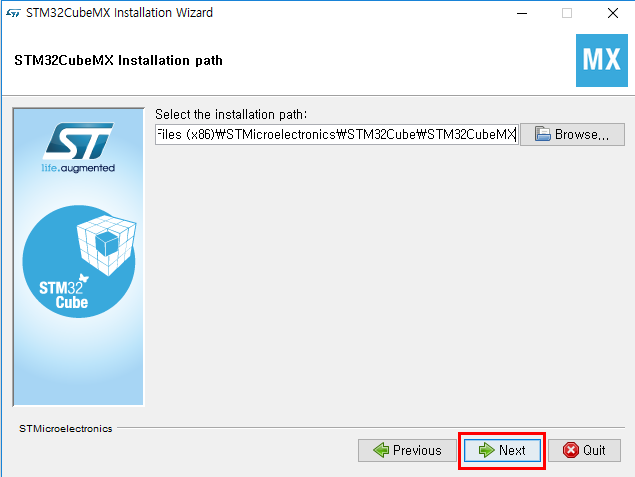 STM32CubeMX Installation Wizard
STM32CubeMX Installation path
MX
Select the installation path:
Files (x86)₩STMicroelectronics₩STM32Cube₩STM32CubeMX
Browse...
ST
life.augmented
STM32
Cube
STMicroelectronics
Previous
Next
Quit